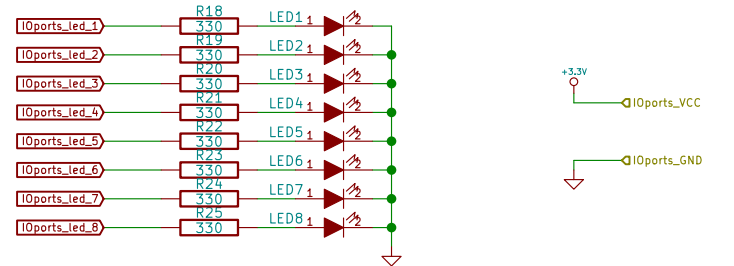 R18
IOports_led_1 330 LED1 1 2
R19
IOports_led_2 330 LED2 1 2
R20
IOports_led_3 330 LED3 1 2
R21
IOports_led_4 330 LED4 1 2
R22
IOports_led_5 330 LED5 1 2
R23
IOports_led_6 330 LED6 1 2
R24
IOports_led_7 330 LED7 1 2
R25
IOports_led_8 330 LED8 1 2
+3.3V
IOports_VCC
IOports_GND